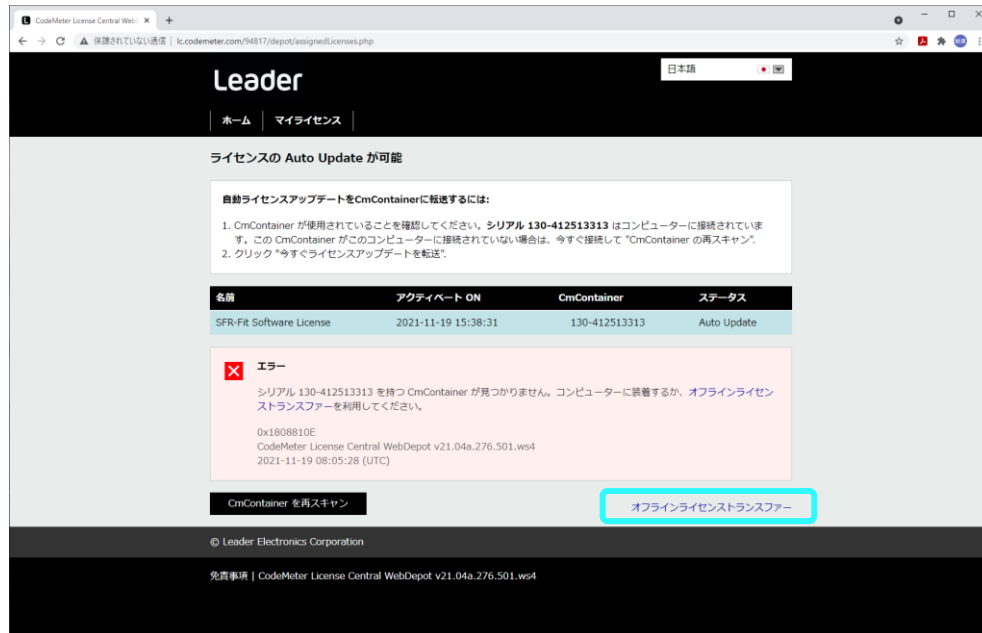 CodeMeter License Central Web
保護されていない通信 | lc.codemeter.com/94817/depot/assignedLicenses.php
Leader
日本語
ホーム マイライセンス
ライセンスの Auto Update が可能
自動ライセンスアップデートをCmContainerに転送するには:
1. CmContainer が使用されていることを確認してください。シリアル 130-412513313 はコンピューターに接続されていま
す。この CmContainer がこのコンピューターに接続されていない場合は、今すぐ接続して "CmContainer の再スキャン".
2. クリック "今すぐライセンスアップデートを転送".
名前 アクティベート ON CmContainer ステータス
SFR-Fit Software License 2021-11-19 15:38:31 130-412513313 Auto Update
エラー
シリアル 130-412513313 を持つ CmContainer が見つかりません。コンピューターに装着するか、オフラインライセン
ストランスファーを利用してください。
0x1808810E
CodeMeter License Central WebDepot v21.04a.276.501.ws4
2021-11-19 08:05:28 (UTC)
CmContainer を再スキャン
オフラインライセンストランスファー
© Leader Electronics Corporation
免責事項 | CodeMeter License Central WebDepot v21.04a.276.501.ws4